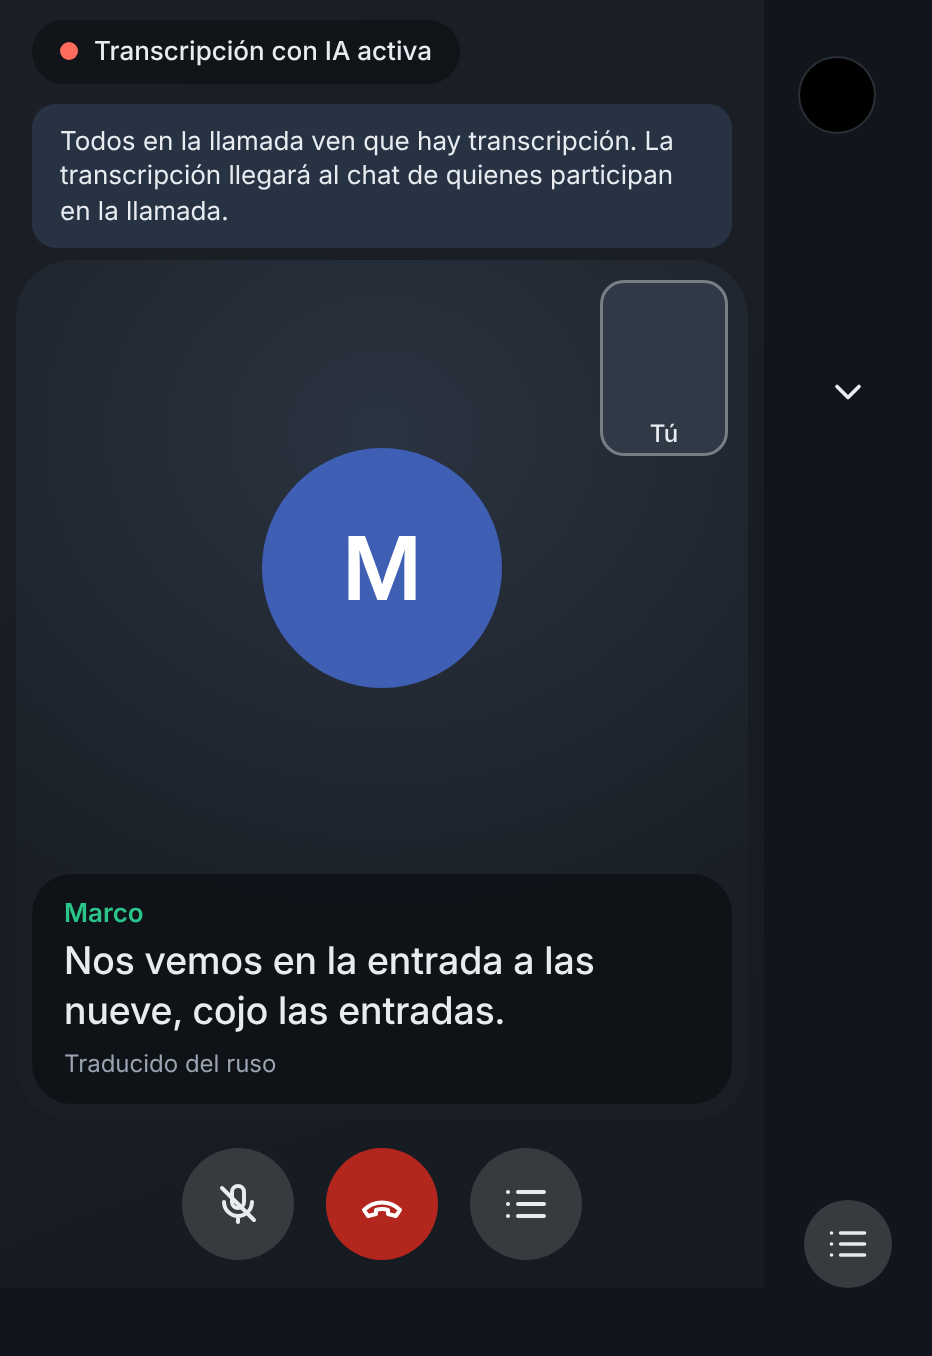 Transcripción con IA activa
Todos en la llamada ven que hay transcripción. La
transcripción llegará al chat de quienes participan
en la llamada.
Tú
M
Marco
Nos vemos en la entrada a las
nueve, cojo las entradas.
Traducido del ruso